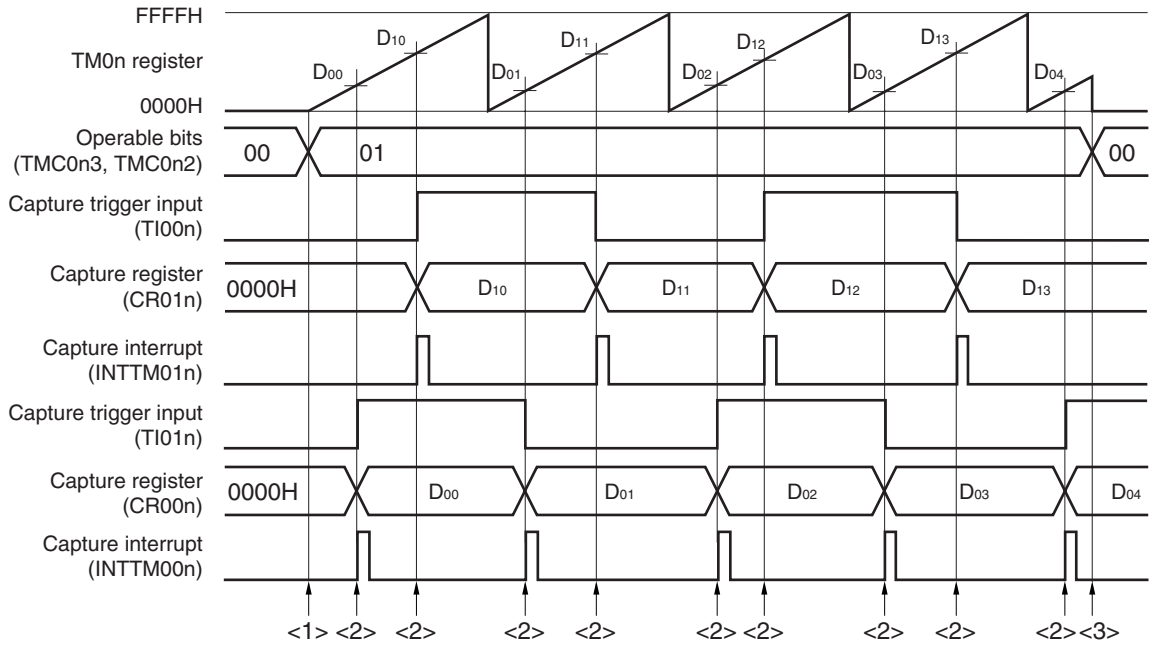 FFFFH
D10 D11 D12 D13
TM0n register
D00 D01 D02 D03 D04
0000H
Operable bits
(TMC0n3, TMC0n2)
00 01 00
Capture trigger input
(TI00n)
Capture register
(CR01n)
0000H D10 D11 D12 D13
Capture interrupt
(INTTM01n)
Capture trigger input
(TI01n)
Capture register
(CR00n)
0000H D00 D01 D02 D03 D04
Capture interrupt
(INTTM00n)
<1> <2> <2> <2> <2> <2> <2> <2> <2> <2> <3>